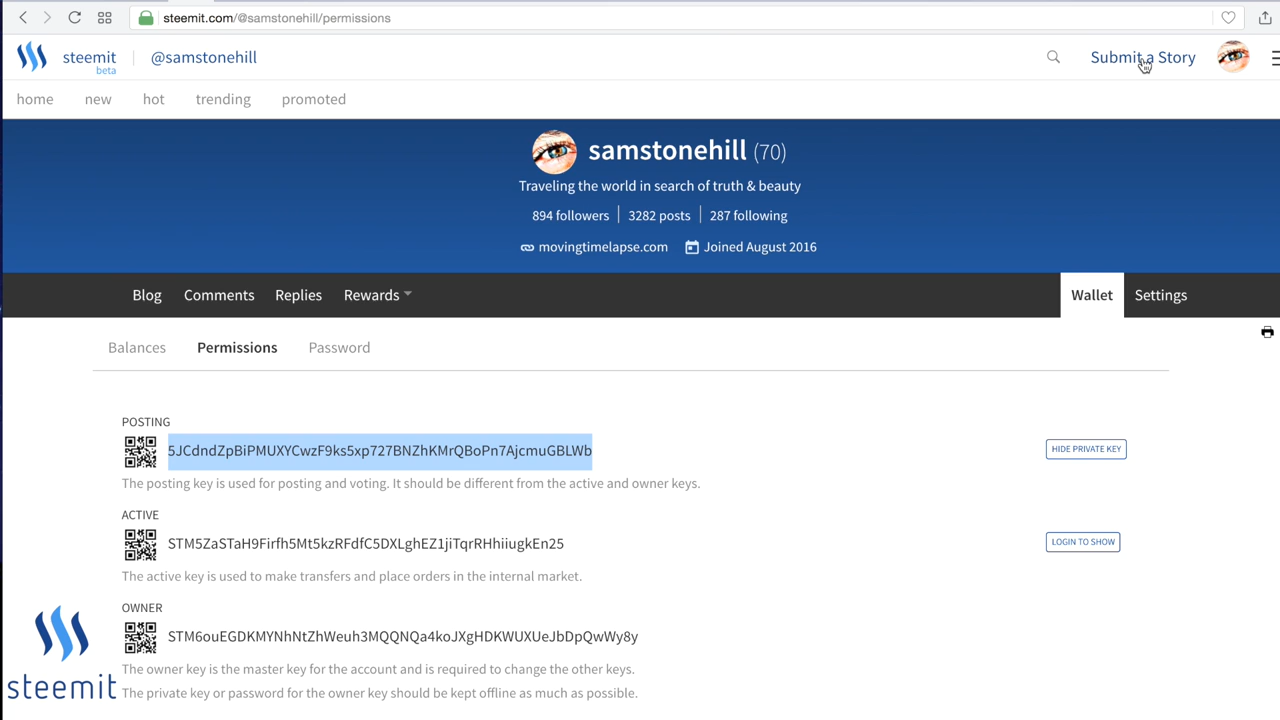 steemit.com/@samstonehill/permissions
steemit
beta
@samstonehill
Submit a Story
home new hot trending promoted
samstonehill (70)
Traveling the world in search of truth & beauty
894 followers 3282 posts 287 following
movingtimelapse.com Joined August 2016
Blog Comments Replies Rewards Wallet Settings
Balances Permissions Password
POSTING
5JCdndZpBiPMUXYCwzF9ks5xp727BNZhKMrQBoPn7AjcmuGBLWb
HIDE PRIVATE KEY
The posting key is used for posting and voting. It should be different from the active and owner keys.
ACTIVE
STM5ZaSTaH9Firfh5Mt5kzRFdfC5DXLghEZ1jiTqrRHhiiugkEn25
LOGIN TO SHOW
The active key is used to make transfers and place orders in the internal market.
OWNER
STM6ouEGDKMYNhNtZhWeuh3MQQNQa4koJXgHDKWUXUeJbDpQwWy8y
The owner key is the master key for the account and is required to change the other keys.
The private key or password for the owner key should be kept offline as much as possible.
steemit